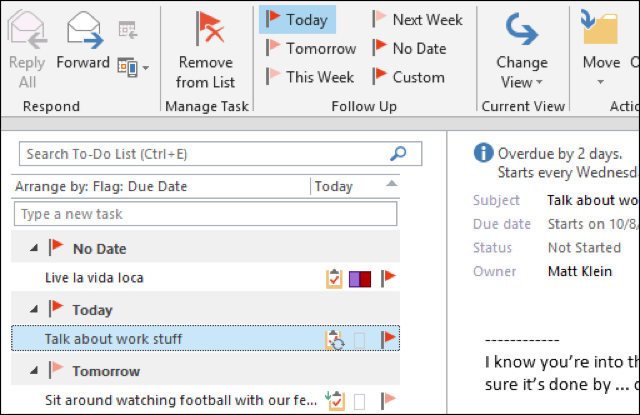 Reply All
Forward
Respond
Remove from List
Manage Task
Today
Tomorrow
This Week
Next Week
No Date
Custom
Follow Up
Change View
Current View
Move
Search To-Do List (Ctrl+E)
Arrange by: Flag: Due Date
Today
Type a new task
No Date
Live la vida loca
Today
Talk about work stuff
Tomorrow
Sit around watching football with our fe...
Overdue by 2 days.
Starts every Wednesda
Subject Talk about wo
Due date Starts on 10/8/
Status Not Started
Owner Matt Klein
------------
I know you're into th
sure it's done by ...